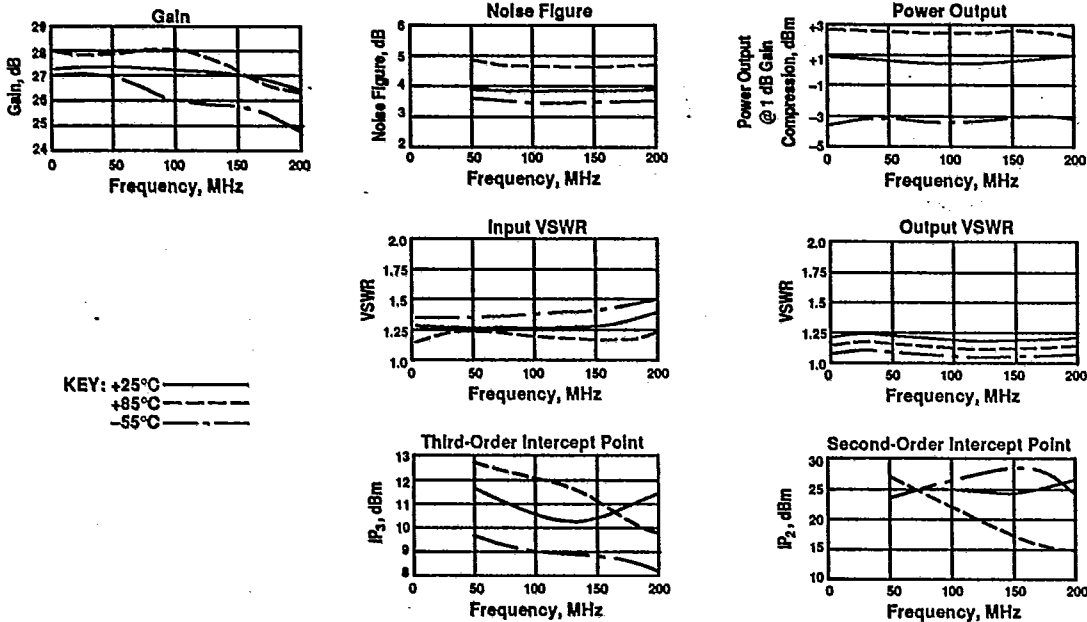 Gain
Gain, dB
29
28
27
26
25
24
0 50 100 150 200
Frequency, MHz
Noise Figure
Noise Figure, dB
6
5
4
3
2
0 50 100 150 200
Frequency, MHz
Power Output
Power Output
@ 1 dB Gain
Compression, dBm
+3
+1
-1
-3
-5
0 50 100 150 200
Frequency, MHz
Input VSWR
VSWR
2.0
1.75
1.5
1.25
1.0
0 50 100 150 200
Frequency, MHz
Output VSWR
VSWR
2.0
1.75
1.5
1.25
1.0
0 50 100 150 200
Frequency, MHz
KEY: +25°C
+85°C
-55°C
Third-Order Intercept Point
IP3, dBm
13
12
11
10
9
8
0 50 100 150 200
Frequency, MHz
Second-Order Intercept Point
IP2, dBm
30
25
20
15
10
0 50 100 150 200
Frequency, MHz